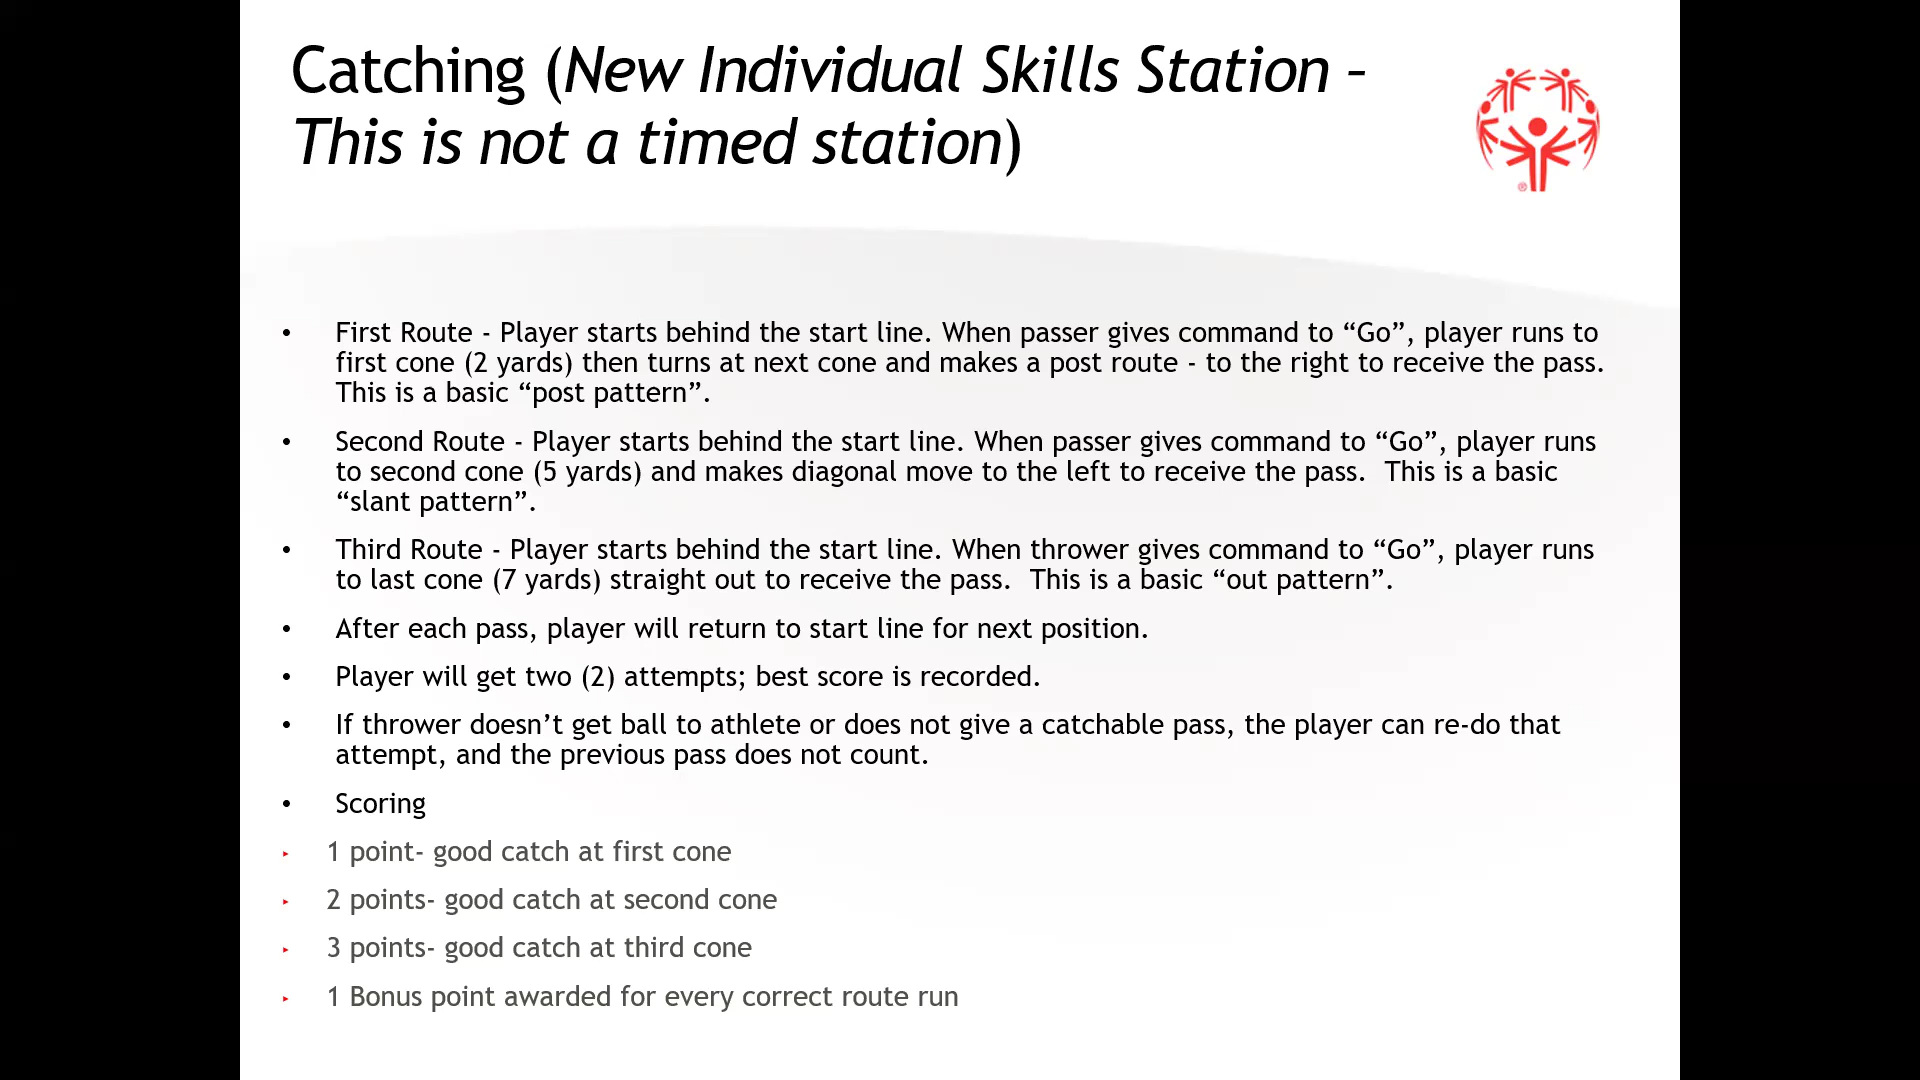 Catching (New Individual Skills Station –
This is not a timed station)
®
• First Route - Player starts behind the start line. When passer gives command to “Go”, player runs to
first cone (2 yards) then turns at next cone and makes a post route - to the right to receive the pass.
This is a basic “post pattern”.
• Second Route - Player starts behind the start line. When passer gives command to “Go”, player runs
to second cone (5 yards) and makes diagonal move to the left to receive the pass.  This is a basic
“slant pattern”.
• Third Route - Player starts behind the start line. When thrower gives command to “Go”, player runs
to last cone (7 yards) straight out to receive the pass.  This is a basic “out pattern”.
• After each pass, player will return to start line for next position.
• Player will get two (2) attempts; best score is recorded.
• If thrower doesn’t get ball to athlete or does not give a catchable pass, the player can re-do that
attempt, and the previous pass does not count.
• Scoring
‣ 1 point- good catch at first cone
‣ 2 points- good catch at second cone
‣ 3 points- good catch at third cone
‣ 1 Bonus point awarded for every correct route run